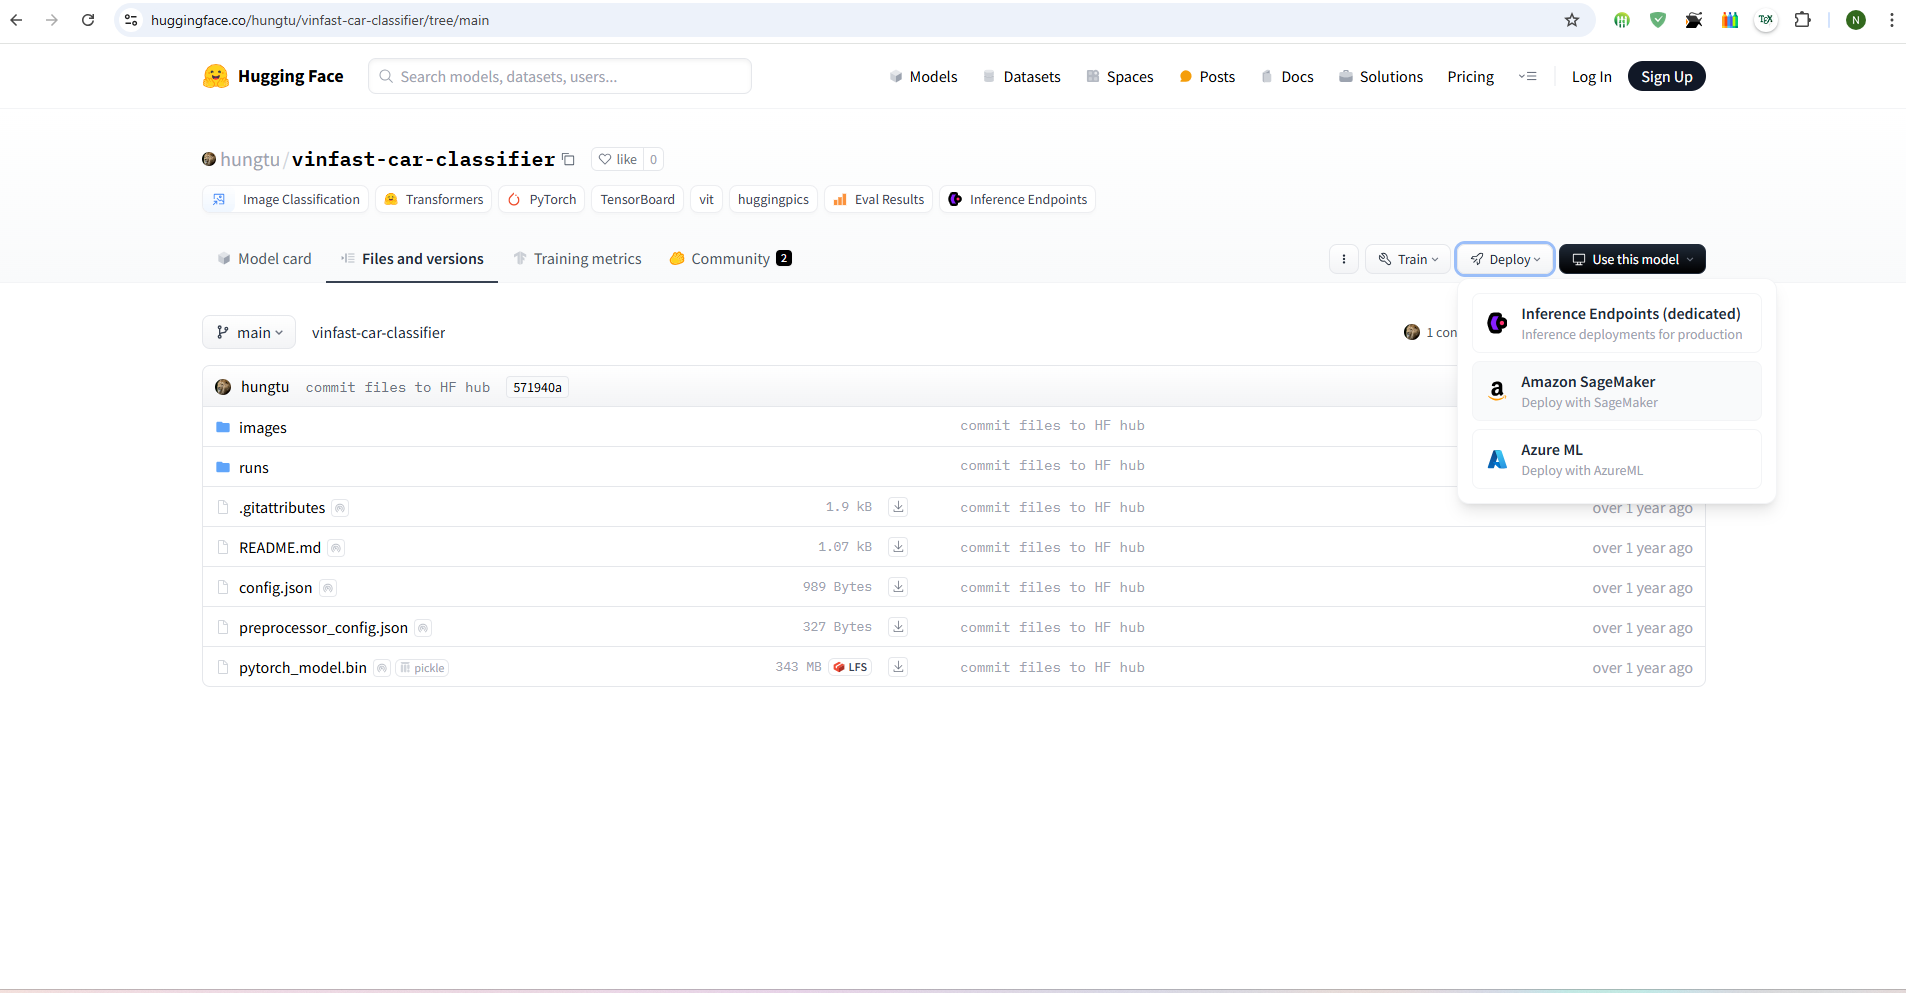 huggingface.co/hungtu/vinfast-car-classifier/tree/main
TEX
N
Hugging Face
Search models, datasets, users...
Models
Datasets
Spaces
Posts
Docs
Solutions
Pricing
Log In
Sign Up
hungtu/vinfast-car-classifier
like 0
Image Classification
Transformers
PyTorch
TensorBoard
vit
huggingpics
Eval Results
Inference Endpoints
Model card
Files and versions
Training metrics
Community 2
Train
Deploy
Use this model
Inference Endpoints (dedicated)
Inference deployments for production
Amazon SageMaker
Deploy with SageMaker
Azure ML
Deploy with AzureML
main
vinfast-car-classifier
1 con
hungtu commit files to HF hub 571940a
images commit files to HF hub
runs commit files to HF hub
.gitattributes 1.9 kB commit files to HF hub over 1 year ago
README.md 1.07 kB commit files to HF hub over 1 year ago
config.json 989 Bytes commit files to HF hub over 1 year ago
preprocessor_config.json 327 Bytes commit files to HF hub over 1 year ago
pytorch_model.bin pickle 343 MB LFS commit files to HF hub over 1 year ago